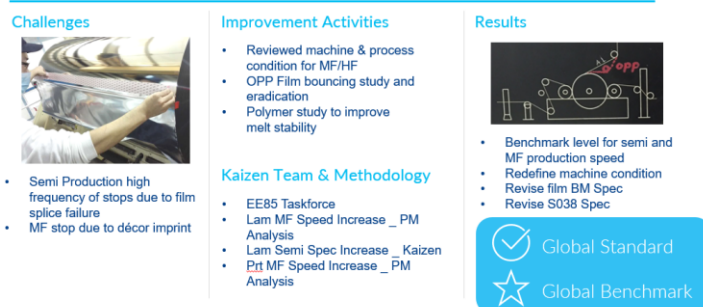 Challenges
• Semi Production high
frequency of stops due to film
splice failure
• MF stop due to décor imprint
Improvement Activities
• Reviewed machine & process
condition for MF/HF
• OPP Film bouncing study and
eradication
• Polymer study to improve
melt stability
Kaizen Team & Methodology
• EE85 Taskforce
• Lam MF Speed Increase _ PM
Analysis
• Lam Semi Spec Increase _ Kaizen
• Prt MF Speed Increase _ PM
Analysis
Results
OPP
• Benchmark level for semi and
MF production speed
• Redefine machine condition
• Revise film BM Spec
• Revise S038 Spec
Global Standard
Global Benchmark